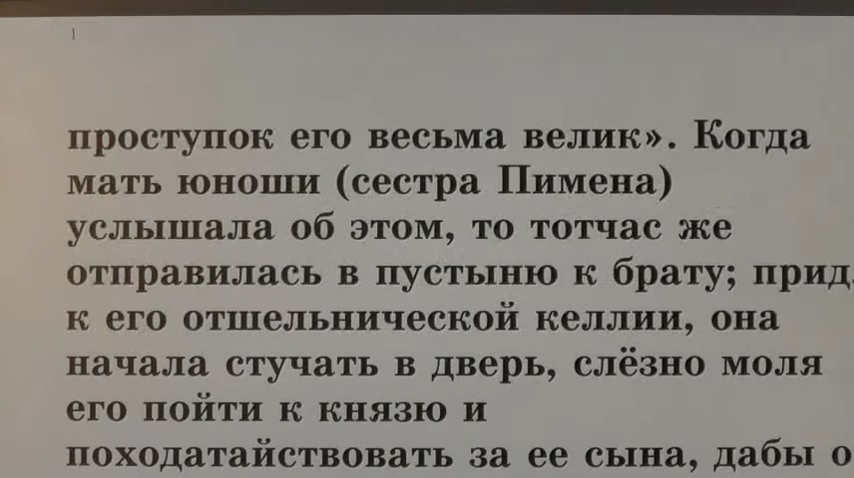 проступок его весьма велик». Когда
мать юноши (сестра Пимена)
услышала об этом, то тотчас же
отправилась в пустыню к брату;
к его отшельнической келлии, она
начала стучать в дверь, слёзно моля
его пойти к князю и
походатайствовать за ее сына, дабы